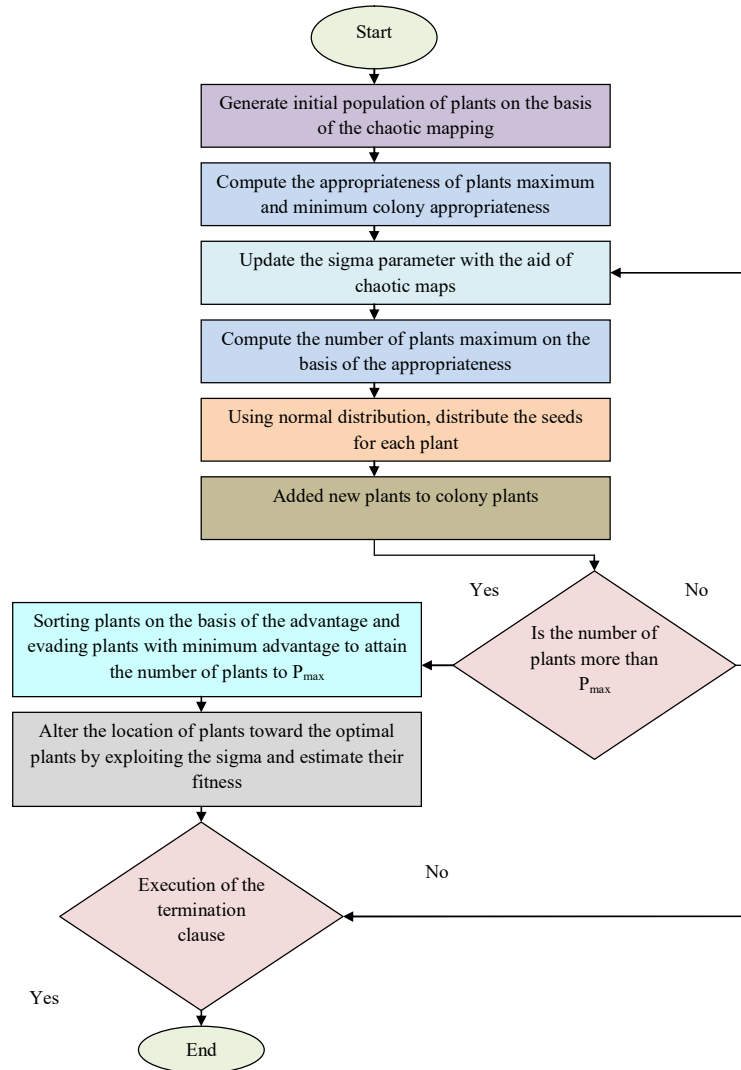 Start
Generate initial population of plants on the basis
of the chaotic mapping
Compute the appropriateness of plants maximum
and minimum colony appropriateness
Update the sigma parameter with the aid of
chaotic maps
Compute the number of plants maximum on the
basis of the appropriateness
Using normal distribution, distribute the seeds
for each plant
Added new plants to colony plants
Yes
No
Is the number of
plants more than
Pmax
Sorting plants on the basis of the advantage and
evading plants with minimum advantage to attain
the number of plants to Pmax
Alter the location of plants toward the optimal
plants by exploiting the sigma and estimate their
fitness
No
Execution of the
termination
clause
Yes
End